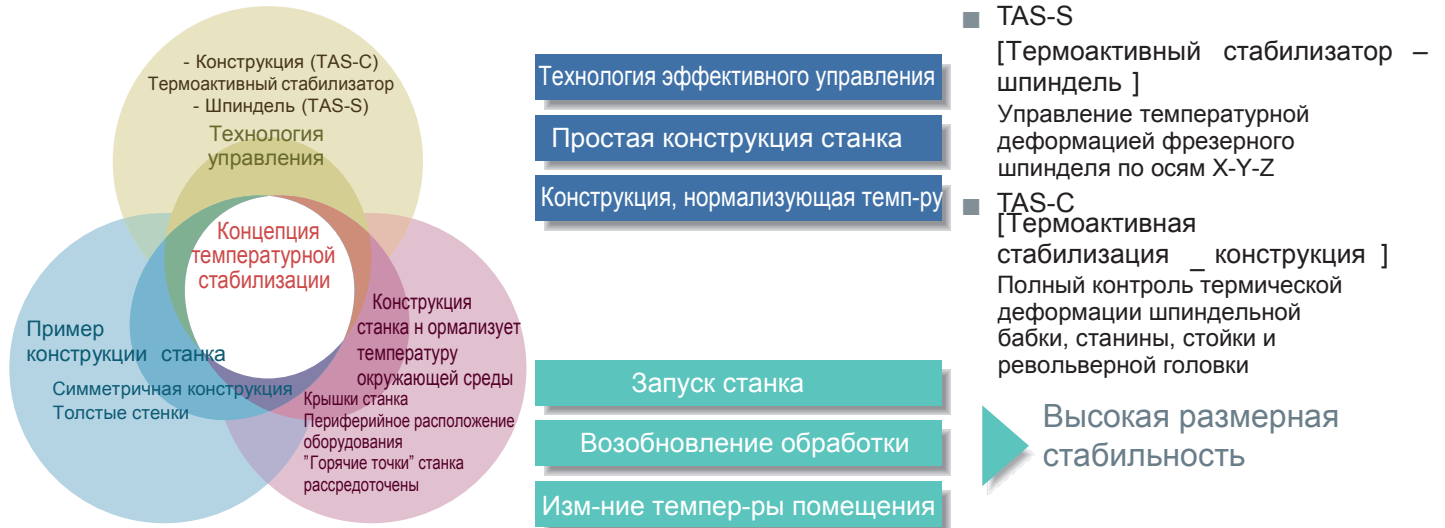 - Конструкция (TAS-C)
Термоактивный стабилизатор
- Шпиндель (TAS-S)
Технология
управления
Концепция
температурной
стабилизации
Пример
конструкции станка
Симметричная конструкция
Толстые стенки
Конструкция
станка н ормализует
температуру
окружающей среды
Крышки станка
Периферийное расположение
оборудования
"Горячие точки" станка
рассредоточены
Технология эффективного управления
Простая конструкция станка
Конструкция, нормализующая темп-ру
Запуск станка
Возобновление обработки
Изм-ние темпер-ры помещения
TAS-S
[Термоактивный стабилизатор –
шпиндель ]
Управление температурной
деформацией фрезерного
шпинделя по осям X-Y-Z
TAS-C
[Термоактивная
стабилизация _ конструкция ]
Полный контроль термической
деформации шпиндельной
бабки, станины, стойки и
револьверной головки
Высокая размерная
стабильность